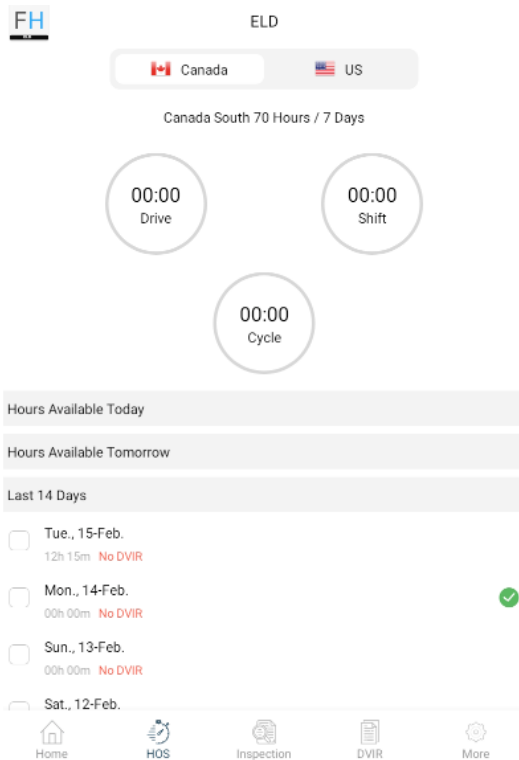 FH
ELD
ELD
Canada
US
Canada South 70 Hours / 7 Days
00:00
Drive
00:00
Shift
00:00
Cycle
Hours Available Today
Hours Available Tomorrow
Last 14 Days
Tue., 15-Feb.
12h 15m No DVIR
Mon., 14-Feb.
00h 00m No DVIR
Sun., 13-Feb.
00h 00m No DVIR
Sat., 12-Feb.
Home
HOS
Inspection
DVIR
More